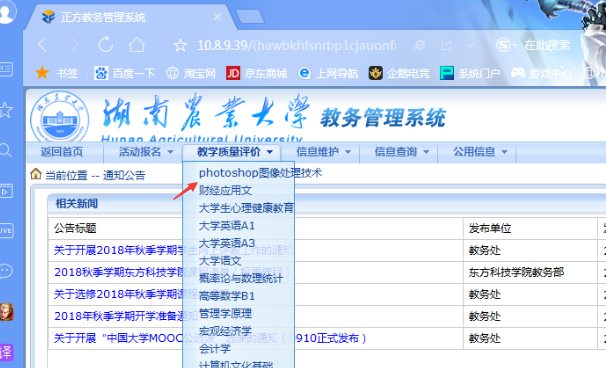 正方教务管理系统
10.8.9.39/(hawbkhfsnrbp1cjauonfi
在此搜索
书签 百度一下 淘宝网 京东商城 上网导航 企鹅电竞 系统门户 游戏中心
湖南农业大学 教务管理系统
Hunan Agricultural University
返回首页 活动报名 教学质量评价 信息维护 信息查询 公用信息
当前位置 -- 通知公告
photoshop图像处理技术
财经应用文
大学生心理健康教育
大学英语A1
大学英语A3
大学语文
概率论与数理统计
高等数学B1
管理学原理
宏观经济学
会计学
计算机文化基础
相关新闻
公告标题 发布单位
关于开展2018年秋季学期学生 工作的通知 教务处
2018秋季学期东方科技学院 东方科技学院教务部
关于选修2018年秋季学期课程 教务处
2018年秋季学期开学准备通知 教务处
关于开展“中国大学MOOC 的通知（0910正式发布） 教务处
LIVE
译